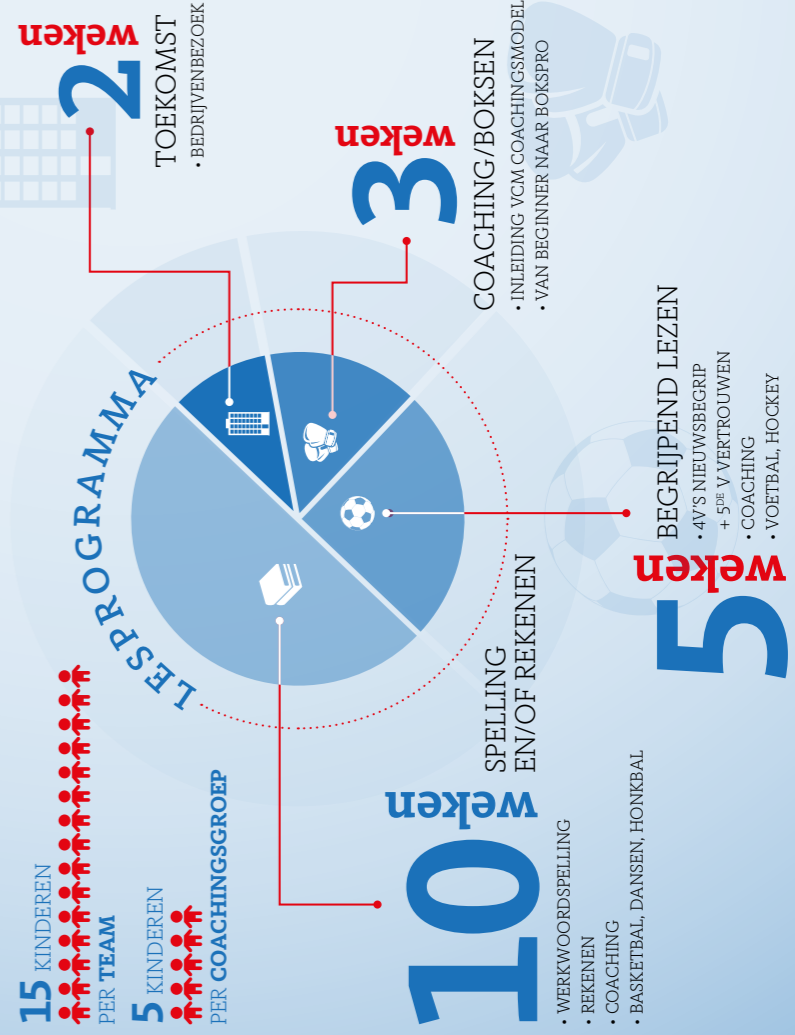 15 KINDEREN
PER TEAM
5 KINDEREN
PER COACHINGSGROEP
LESPROGRAMMA
2 weken
TOEKOMST
• BEDRIJVENBEZOEK
3 weken
COACHING/BOKSEN
• INLEIDING VCM COACHINGSMODEL
• VAN BEGINNER NAAR BOKSPRO
10 weken
SPELLING
EN/OF REKENEN
• WERKWOORDSPELLING
• REKENEN
• COACHING
• BASKETBAL, DANSEN, HONKBAL
5 weken
BEGRIJPEND LEZEN
• 4V'S NIEUWSBEGRIP
+ 5DE V VERTROUWEN
• COACHING
• VOETBAL, HOCKEY